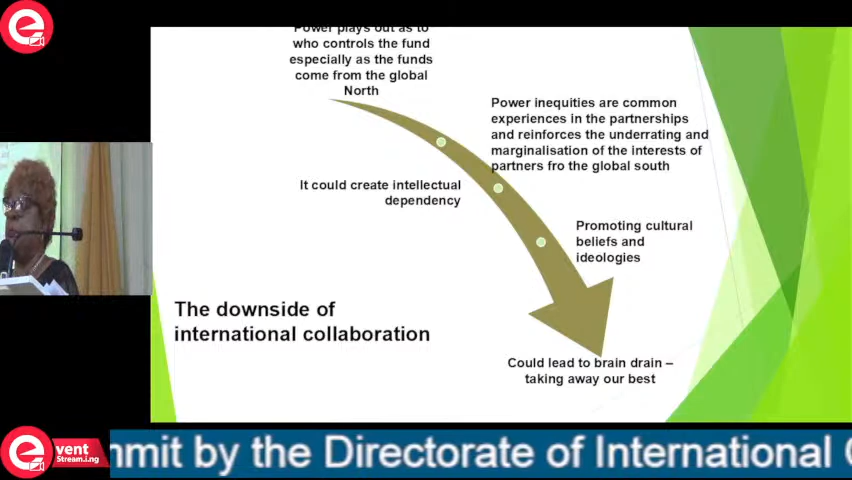 Power plays out as to
who controls the fund
especially as the funds
come from the global
North
Power inequities are common
experiences in the partnerships
and reinforces the underrating and
marginalisation of the interests of
partners fro the global south
It could create intellectual
dependency
Promoting cultural
beliefs and
ideologies
The downside of
international collaboration
Could lead to brain drain –
taking away our best
e
vent
Stream.i.ng
mmit by the Directorate of International